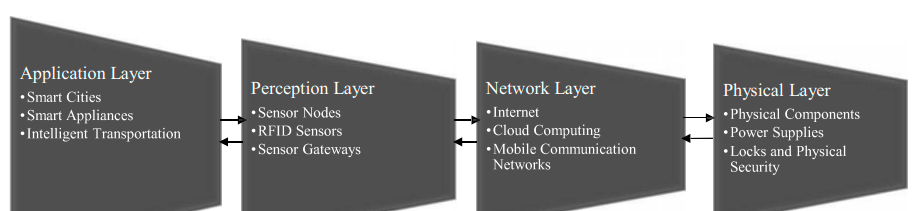 Application Layer
•Smart Cities
•Smart Appliances
•Intelligent Transportation
Perception Layer
•Sensor Nodes
•RFID Sensors
•Sensor Gateways
Network Layer
•Internet
•Cloud Computing
•Mobile Communication
Networks
Physical Layer
•Physical Components
•Power Supplies
•Locks and Physical
Security